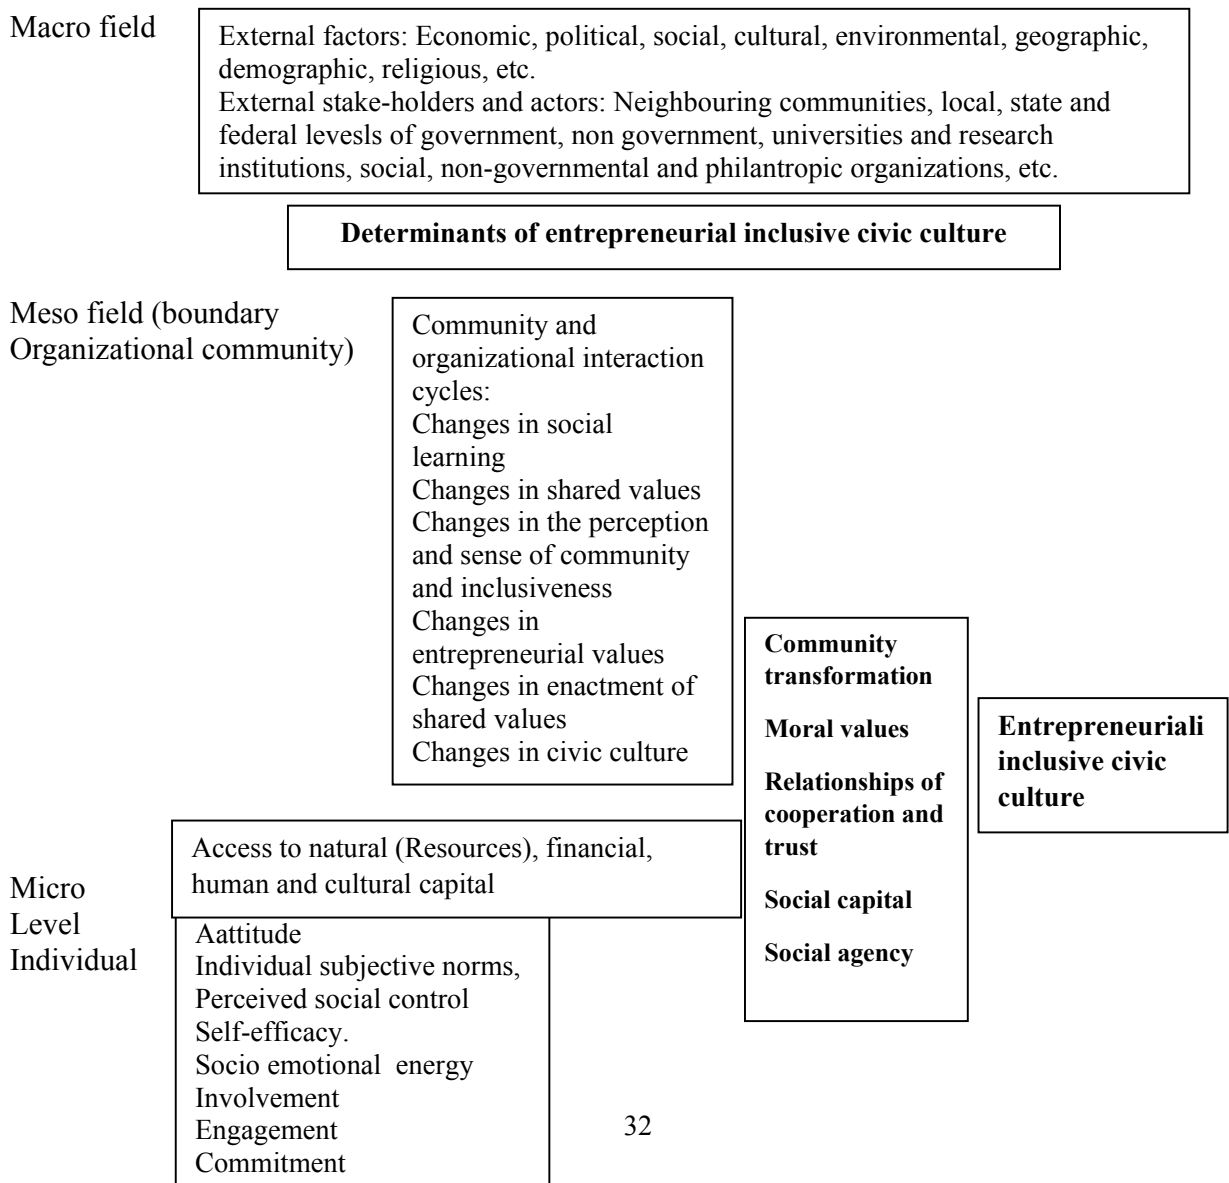 Macro field
External factors: Economic, political, social, cultural, environmental, geographic,
demographic, religious, etc.
External stake-holders and actors: Neighbouring communities, local, state and
federal levesls of government, non government, universities and research
institutions, social, non-governmental and philantropic organizations, etc.
Determinants of entrepreneurial inclusive civic culture
Meso field (boundary
Organizational community)
Community and
organizational interaction
cycles:
Changes in social
learning
Changes in shared values
Changes in the perception
and sense of community
and inclusiveness
Changes in
entrepreneurial values
Changes in enactment of
shared values
Changes in civic culture
Community
transformation
Moral values
Relationships of
cooperation and
trust
Social capital
Social agency
Entrepreneuriali
inclusive civic
culture
Access to natural (Resources), financial,
human and cultural capital
Micro
Level
Individual
Aattitude
Individual subjective norms,
Perceived social control
Self-efficacy.
Socio emotional  energy
Involvement
Engagement
Commitment
32